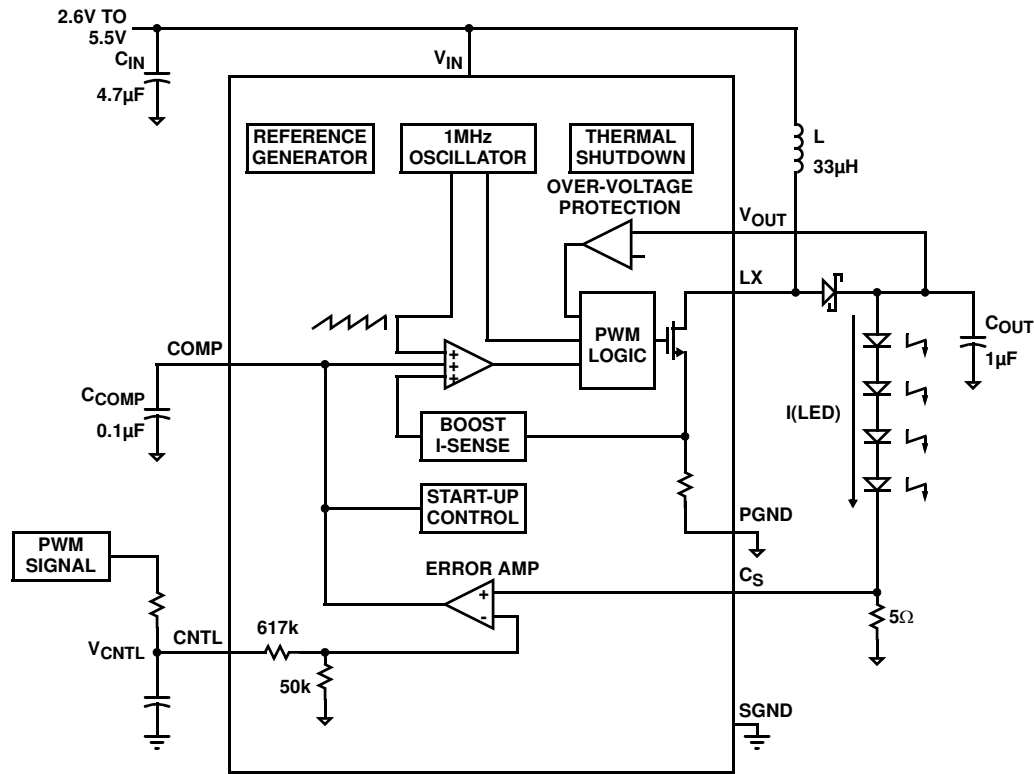 2.6V TO
5.5V
CIN
4.7µF
VIN
REFERENCE
GENERATOR
1MHz
OSCILLATOR
THERMAL
SHUTDOWN
L
33µH
OVER-VOLTAGE
PROTECTION
VOUT
LX
PWM
LOGIC
COUT
1µF
COMP
+
+
+
CCOMP
0.1µF
I(LED)
BOOST
I-SENSE
START-UP
CONTROL
PGND
PWM
SIGNAL
ERROR AMP
CS
+
-
5Ω
VCNTL
CNTL
617k
50k
SGND